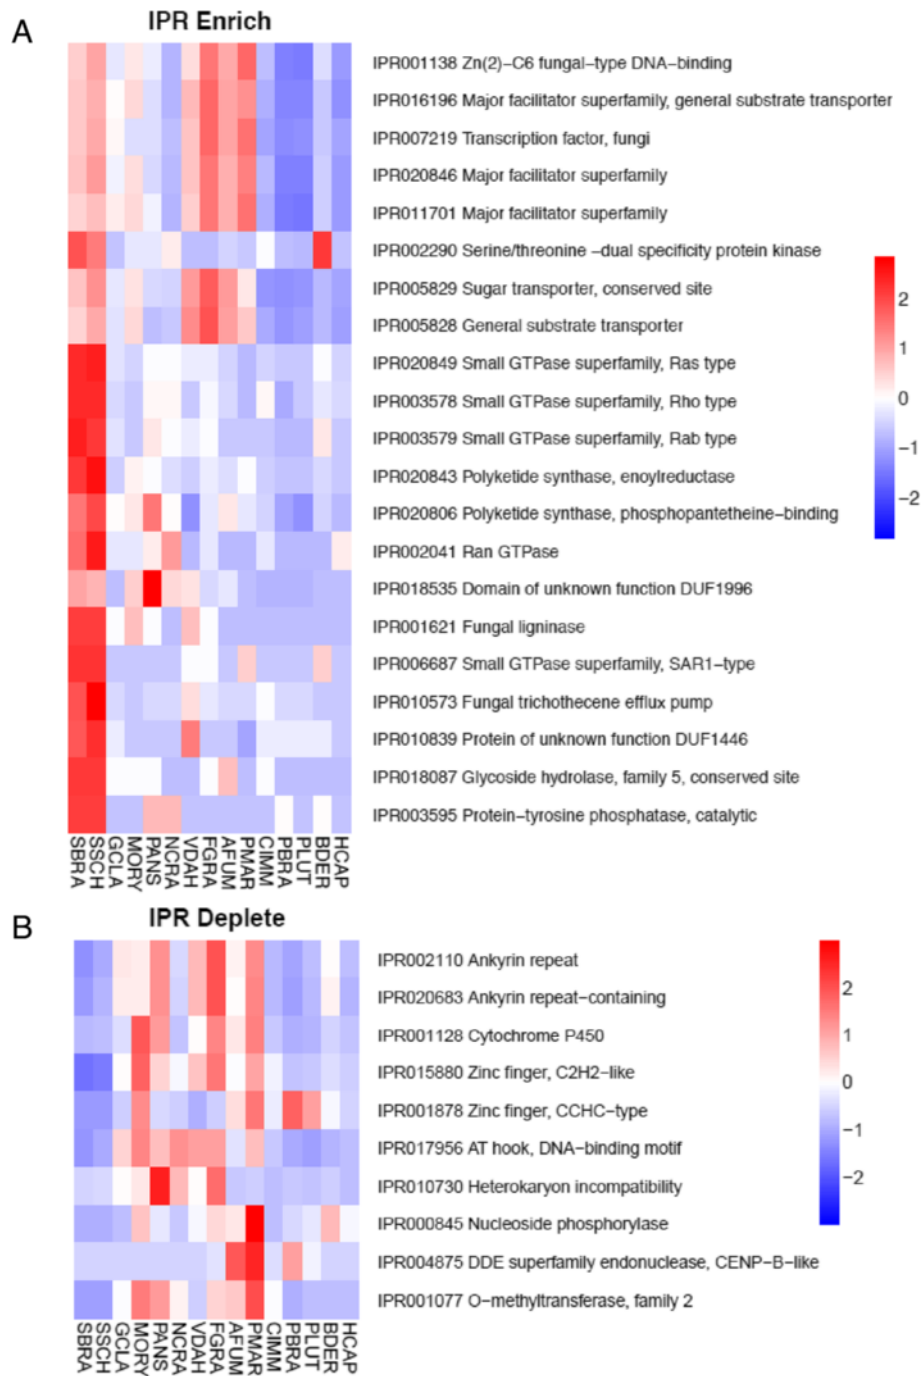 A
IPR Enrich
IPR001138 Zn(2)−C6 fungal−type DNA−binding
IPR016196 Major facilitator superfamily, general substrate transporter
IPR007219 Transcription factor, fungi
IPR020846 Major facilitator superfamily
IPR011701 Major facilitator superfamily
IPR002290 Serine/threonine −dual specificity protein kinase
IPR005829 Sugar transporter, conserved site
IPR005828 General substrate transporter
IPR020849 Small GTPase superfamily, Ras type
IPR003578 Small GTPase superfamily, Rho type
IPR003579 Small GTPase superfamily, Rab type
IPR020843 Polyketide synthase, enoylreductase
IPR020806 Polyketide synthase, phosphopantetheine−binding
IPR002041 Ran GTPase
IPR018535 Domain of unknown function DUF1996
IPR001621 Fungal ligninase
IPR006687 Small GTPase superfamily, SAR1−type
IPR010573 Fungal trichothecene efflux pump
IPR010839 Protein of unknown function DUF1446
IPR018087 Glycoside hydrolase, family 5, conserved site
IPR003595 Protein−tyrosine phosphatase, catalytic
2
1
0
−1
−2
SBRA
SSCH
GCLA
MORY
PANS
NCRA
VDAH
FGRA
AFUM
PMAR
CIMM
PBRA
PLUT
BDER
HCAP
B
IPR Deplete
IPR002110 Ankyrin repeat
IPR020683 Ankyrin repeat−containing
IPR001128 Cytochrome P450
IPR015880 Zinc finger, C2H2−like
IPR001878 Zinc finger, CCHC−type
IPR017956 AT hook, DNA−binding motif
IPR010730 Heterokaryon incompatibility
IPR000845 Nucleoside phosphorylase
IPR004875 DDE superfamily endonuclease, CENP−B−like
IPR001077 O−methyltransferase, family 2
2
1
0
−1
−2
SBRA
SSCH
GCLA
MORY
PANS
NCRA
VDAH
FGRA
AFUM
PMAR
CIMM
PBRA
PLUT
BDER
HCAP